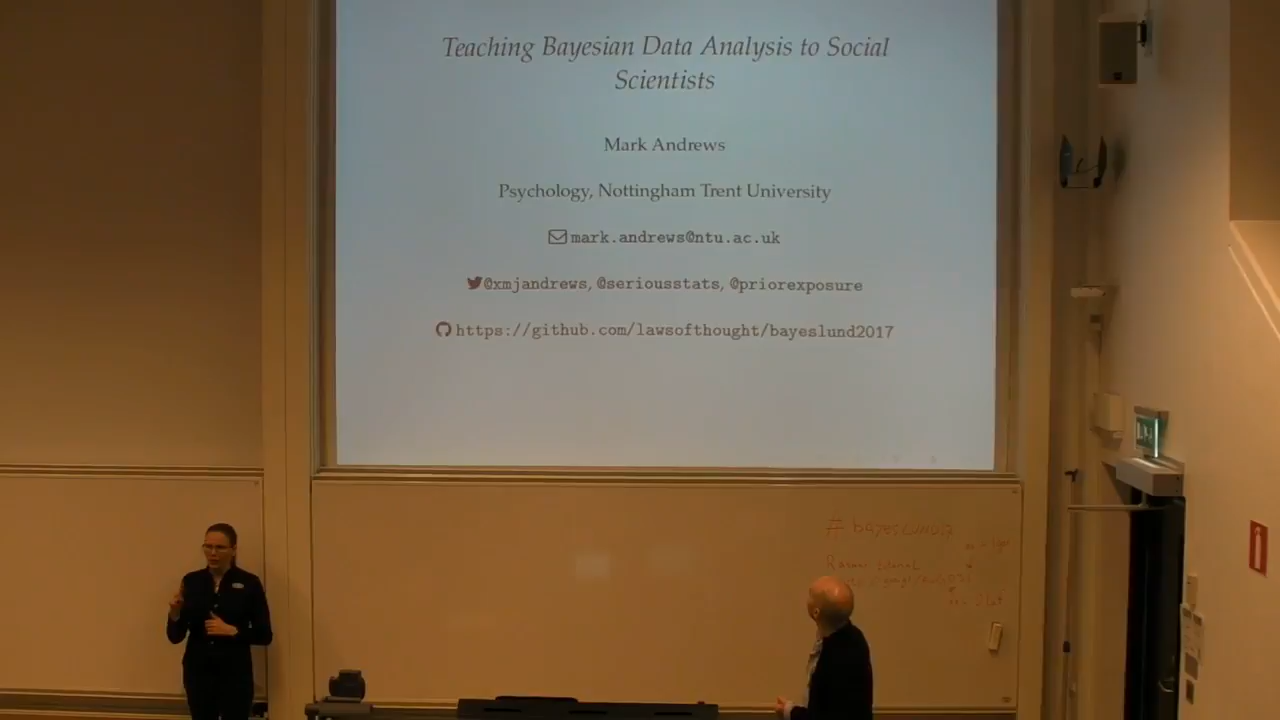 Teaching Bayesian Data Analysis to Social
Scientists
Mark Andrews
Psychology, Nottingham Trent University
mark.andrews@ntu.ac.uk
@xmjandrews, @seriousstats, @priorexposure
https://github.com/lawsofthought/bayeslund2017
# bayesLUND17